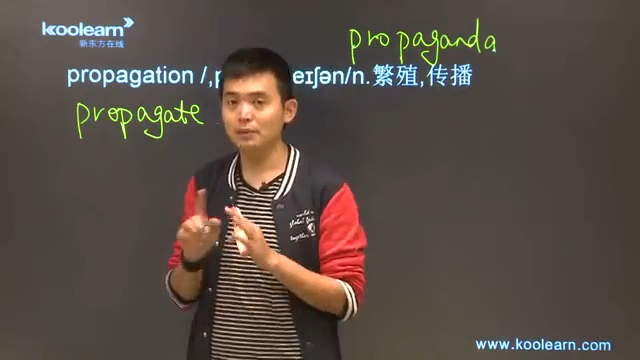 koolearn
新东方在线
propaganda
propagation /ˌp eɪʃən/n.繁殖,传播
propagate
www.koolearn.com